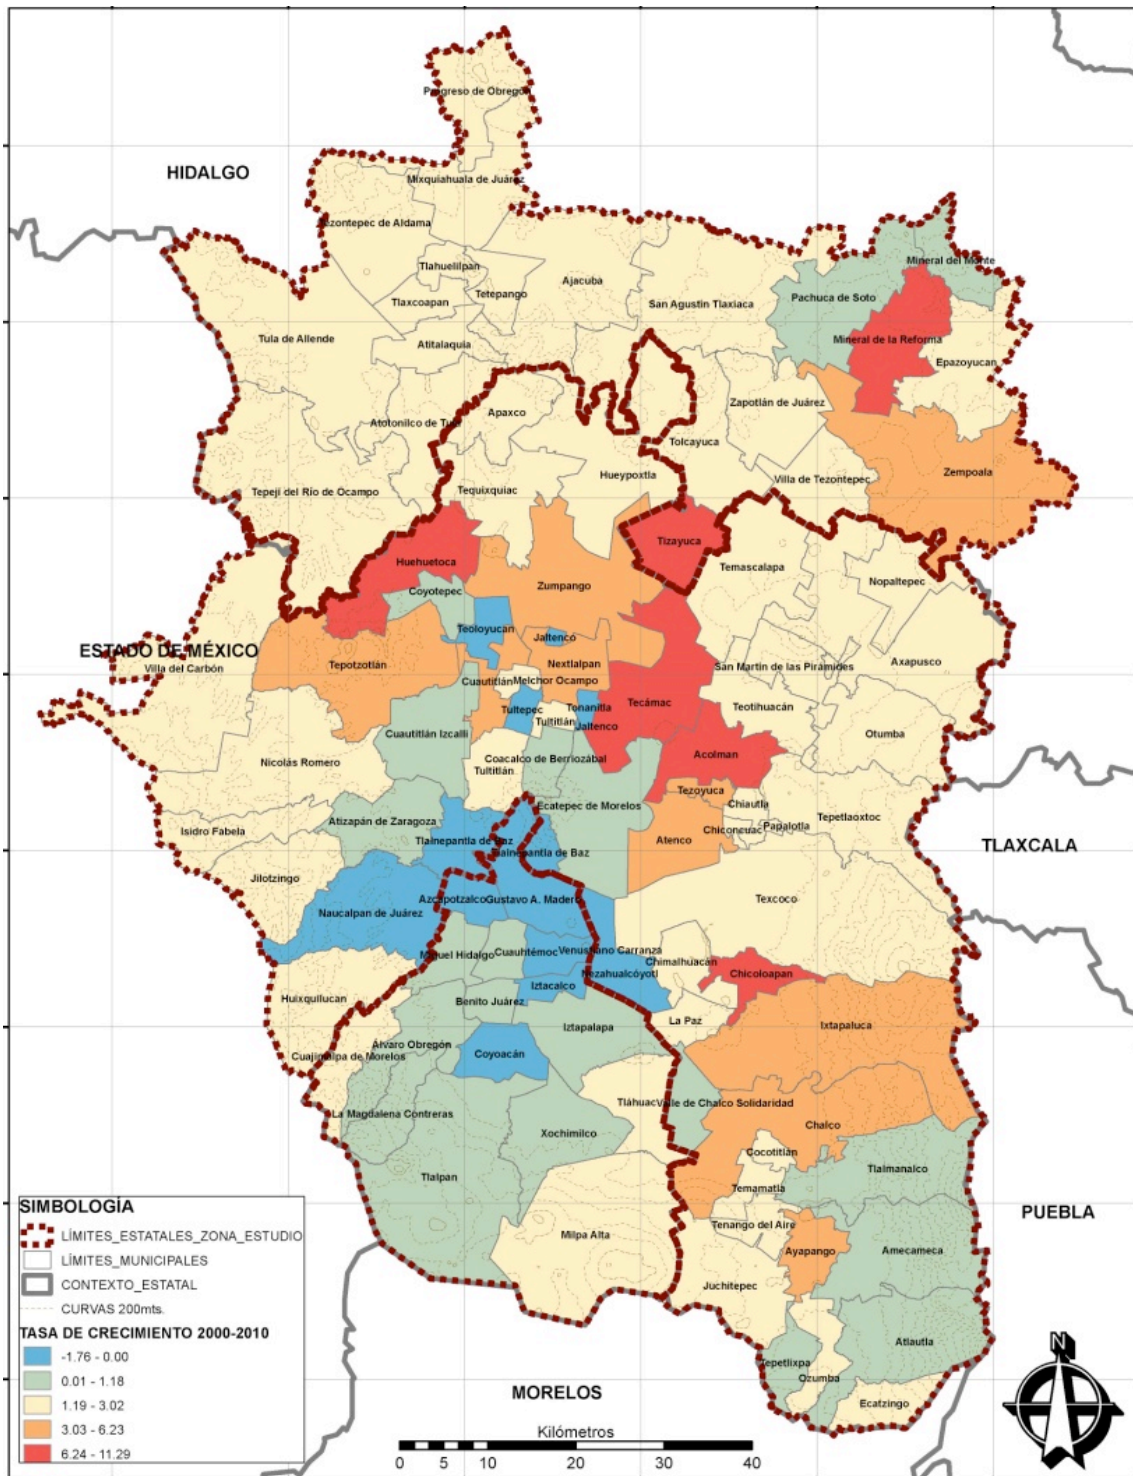 Progreso de Obregón
HIDALGO
Mixquiahuala de Juárez
Tezontepec de Aldama
Mineral del Monte
Tlahuelilpan
Ajacuba
Tetepango
Pachuca de Soto
Tlaxcoapan
San Agustin Tlaxiaca
Tula de Allende
Mineral de la Reforma
Atitalaquia
Epazoyucan
Zapotlán de Juárez
Apaxco
Atotonilco de Tula
Tolcayuca
Zempoala
Hueypoxtla
Villa de Tezontepec
Tepeji del Río de Ocampo
Tequixquiac
Tizayuca
Huehuetoca
Temascalapa
Nopaltepec
Coyotepec
Zumpango
Teoloyucan
Jaltenco
ESTADO DE MÉXICO
Villa del Carbón
Tepotzotlán
Nextlalpan
San Martín de las Pirámides
Axapusco
Cuautitlán
Melchor Ocampo
Tecámac
Teotihuacán
Tultepec
Tonanitla
Tultitlán
Jaltenco
Cuautitlán Izcalli
Otumba
Acolman
Nicolás Romero
Coacalco de Berriozábal
Tultitlán
Tezoyuca
Ecatepec de Morelos
Chiautla
Tepetlaoxtoc
Atizapán de Zaragoza
Papalotla
Isidro Fabela
Chiconcuac
Atenco
Tlalnepantla de Baz
TLAXCALA
Tlalnepantla de Baz
Jilotzingo
Azcapotzalco
Gustavo A. Madero
Texcoco
Naucalpan de Juárez
Venustiano Carranza
Cuauhtémoc
Miguel Hidalgo
Chimalhuacán
Nezahualcóyotl
Chicoloapan
Iztacalco
Huixquilucan
Benito Juárez
La Paz
Iztapalapa
Ixtapaluca
Álvaro Obregón
Coyoacán
Cuajimalpa de Morelos
Tláhuac
Valle de Chalco Solidaridad
La Magdalena Contreras
Chalco
Xochimilco
Cocotitlán
Tlalmanalco
Tlalpan
Temamatla
PUEBLA
Tenango del Aire
Milpa Alta
Ayapango
Amecameca
Juchitepec
Atlautla
Tepetlixpa
Ozumba
Ecatzingo
MORELOS
SIMBOLOGÍA
LÍMITES_ESTATALES_ZONA_ESTUDIO
LÍMITES_MUNICIPALES
CONTEXTO_ESTATAL
CURVAS 200mts.
TASA DE CRECIMIENTO 2000-2010
-1.76 - 0.00
0.01 - 1.18
1.19 - 3.02
3.03 - 6.23
6.24 - 11.29
Kilómetros
0 5 10 20 30 40
N